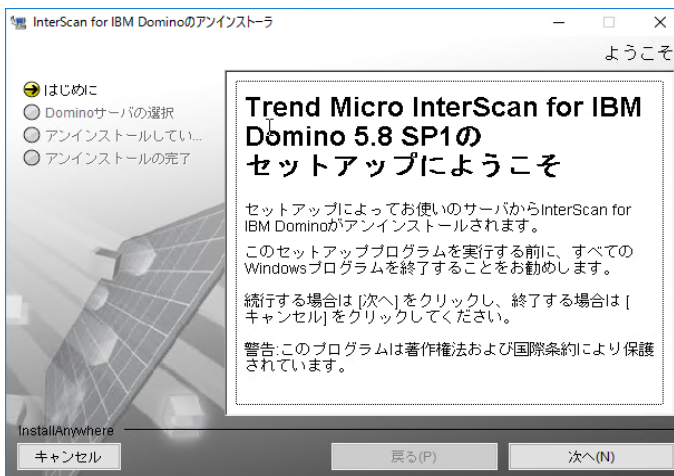 InterScan for IBM Dominoのアンインストーラ
ようこそ
はじめに
Dominoサーバの選択
アンインストールしてい...
アンインストールの完了
Trend Micro InterScan for IBM
Domino 5.8 SP1の
セットアップにようこそ
セットアップによってお使いのサーバからInterScan for
IBM Dominoがアンインストールされます。
このセットアッププログラムを実行する前に、すべての
Windowsプログラムを終了することをお勧めします。
続行する場合は [次へ] をクリックし、終了する場合は [
キャンセル] をクリックしてください。
警告:このプログラムは著作権法および国際条約により保護
されています。
InstallAnywhere
キャンセル
戻る(P)
次へ(N)